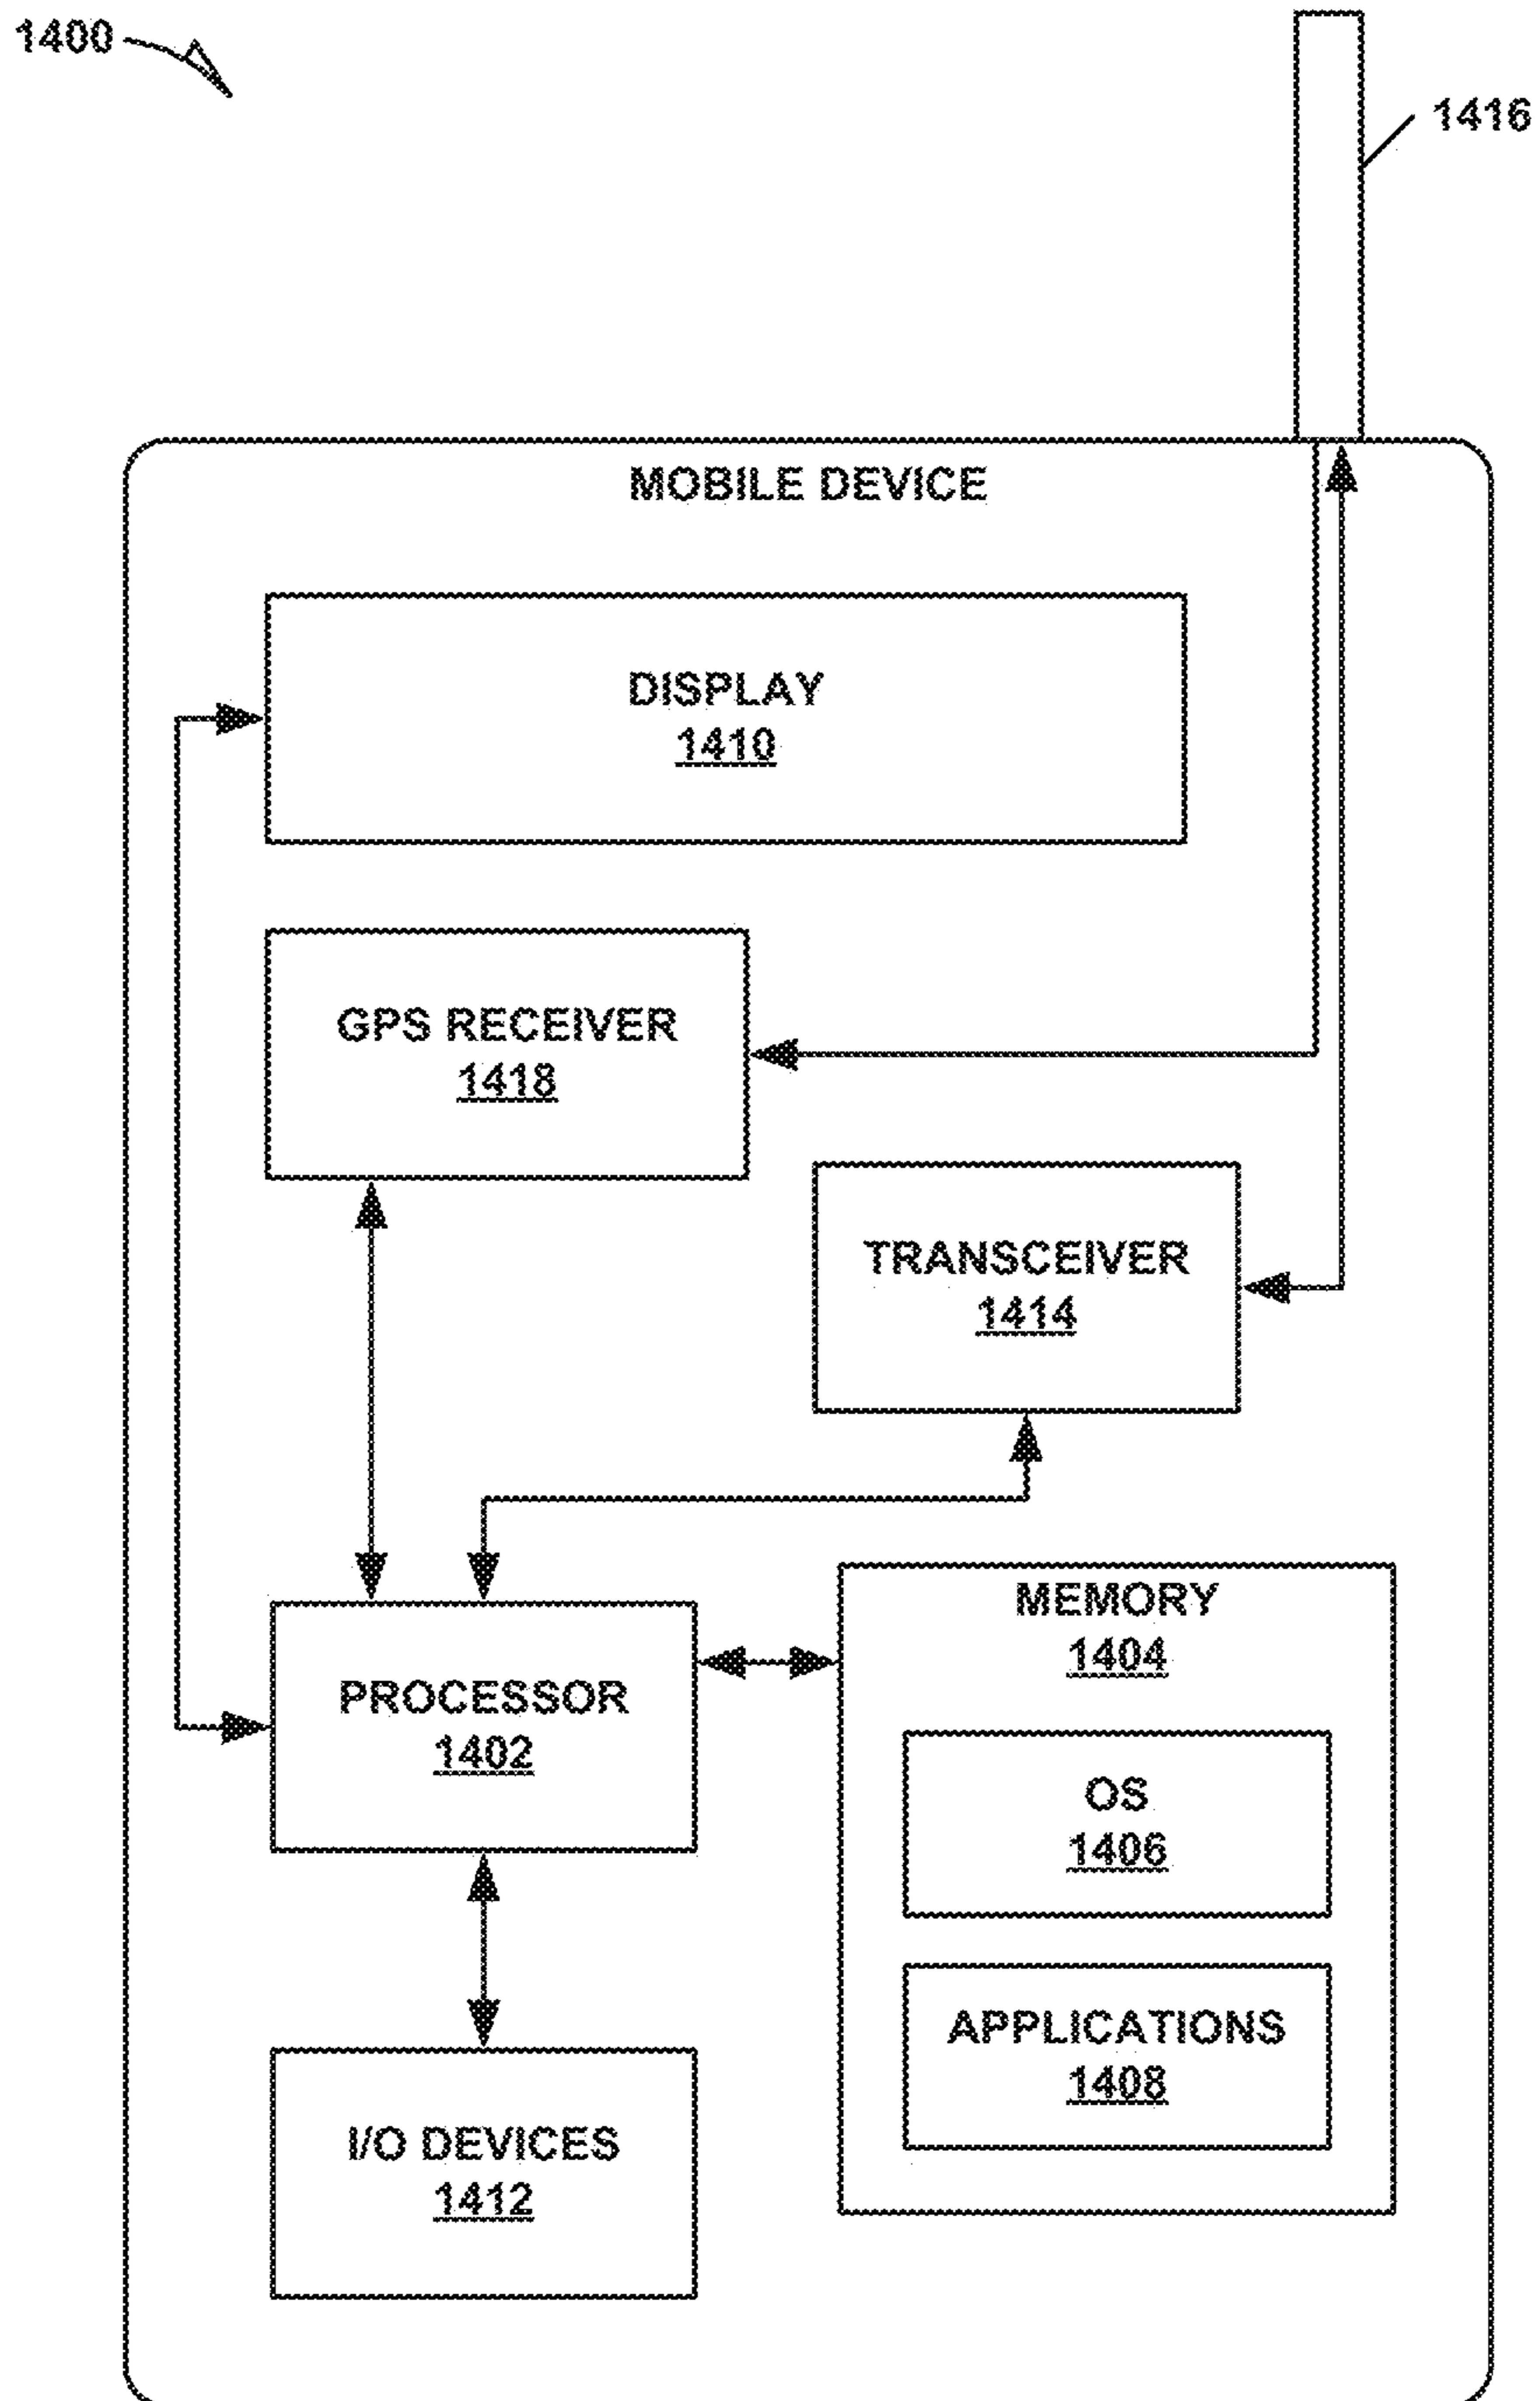 1400
1416
MOBILE DEVICE
DISPLAY
1410
GPS RECEIVER
1418
TRANSCEIVER
1414
MEMORY
1404
PROCESSOR
1402
OS
1406
APPLICATIONS
1408
I/O DEVICES
1412